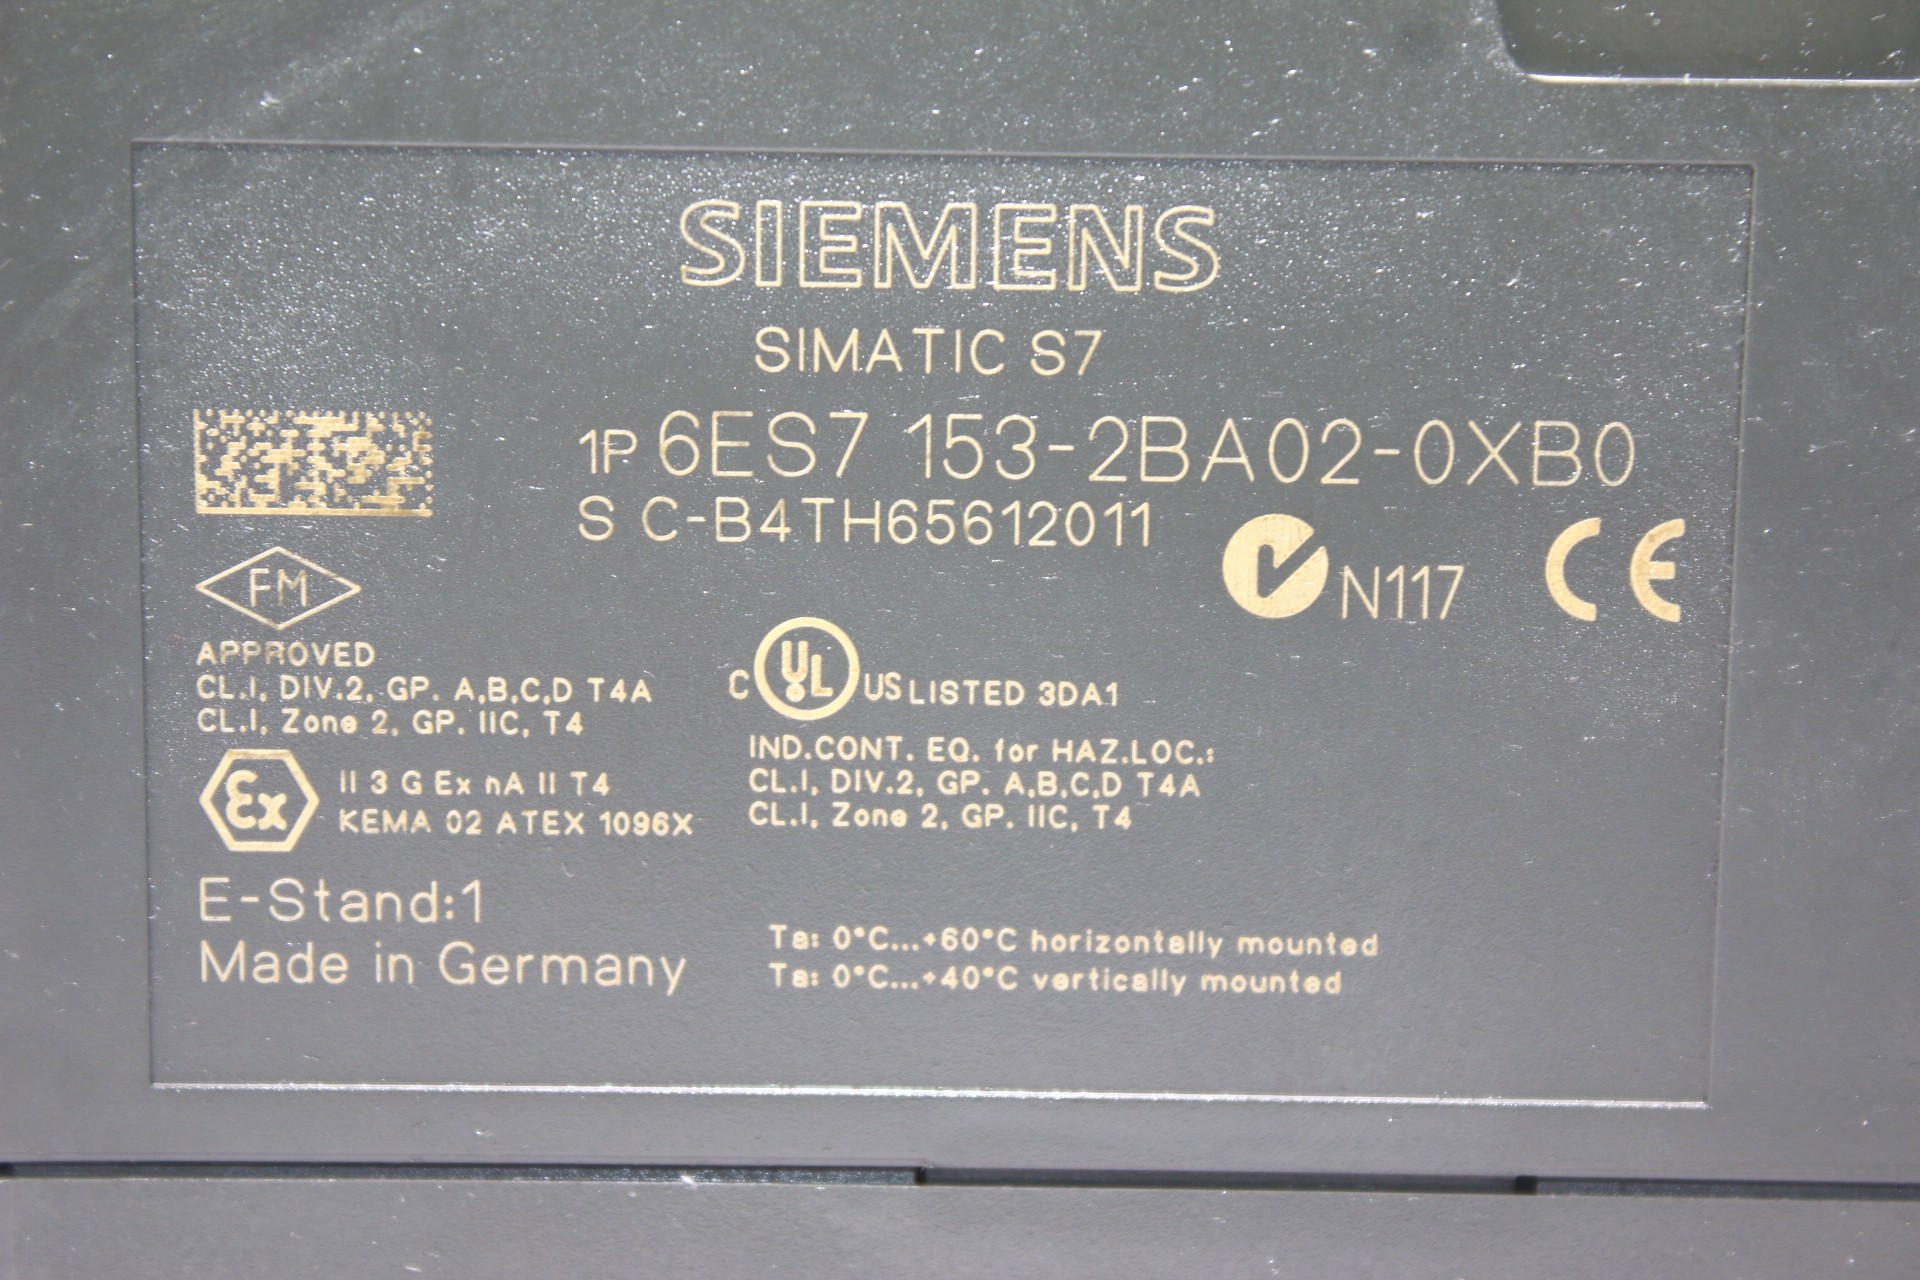 SIEMENS
SIMATIC S7
1P 6ES7 153-2BA02-0XB0
S C-B4TH65612011
N117 CE
FM
APPROVED
CL.I, DIV.2, GP. A,B,C,D T4A
CL.I, Zone 2, GP. IIC, T4
C UL US LISTED 3DA1
IND.CONT. EQ. for HAZ.LOC.:
CL.I, DIV.2, GP. A,B,C,D T4A
CL.I, Zone 2, GP. IIC, T4
Ex II 3 G Ex nA II T4
KEMA 02 ATEX 1096X
E-Stand:1
Made in Germany
Ta: 0°C...+60°C horizontally mounted
Ta: 0°C...+40°C vertically mounted